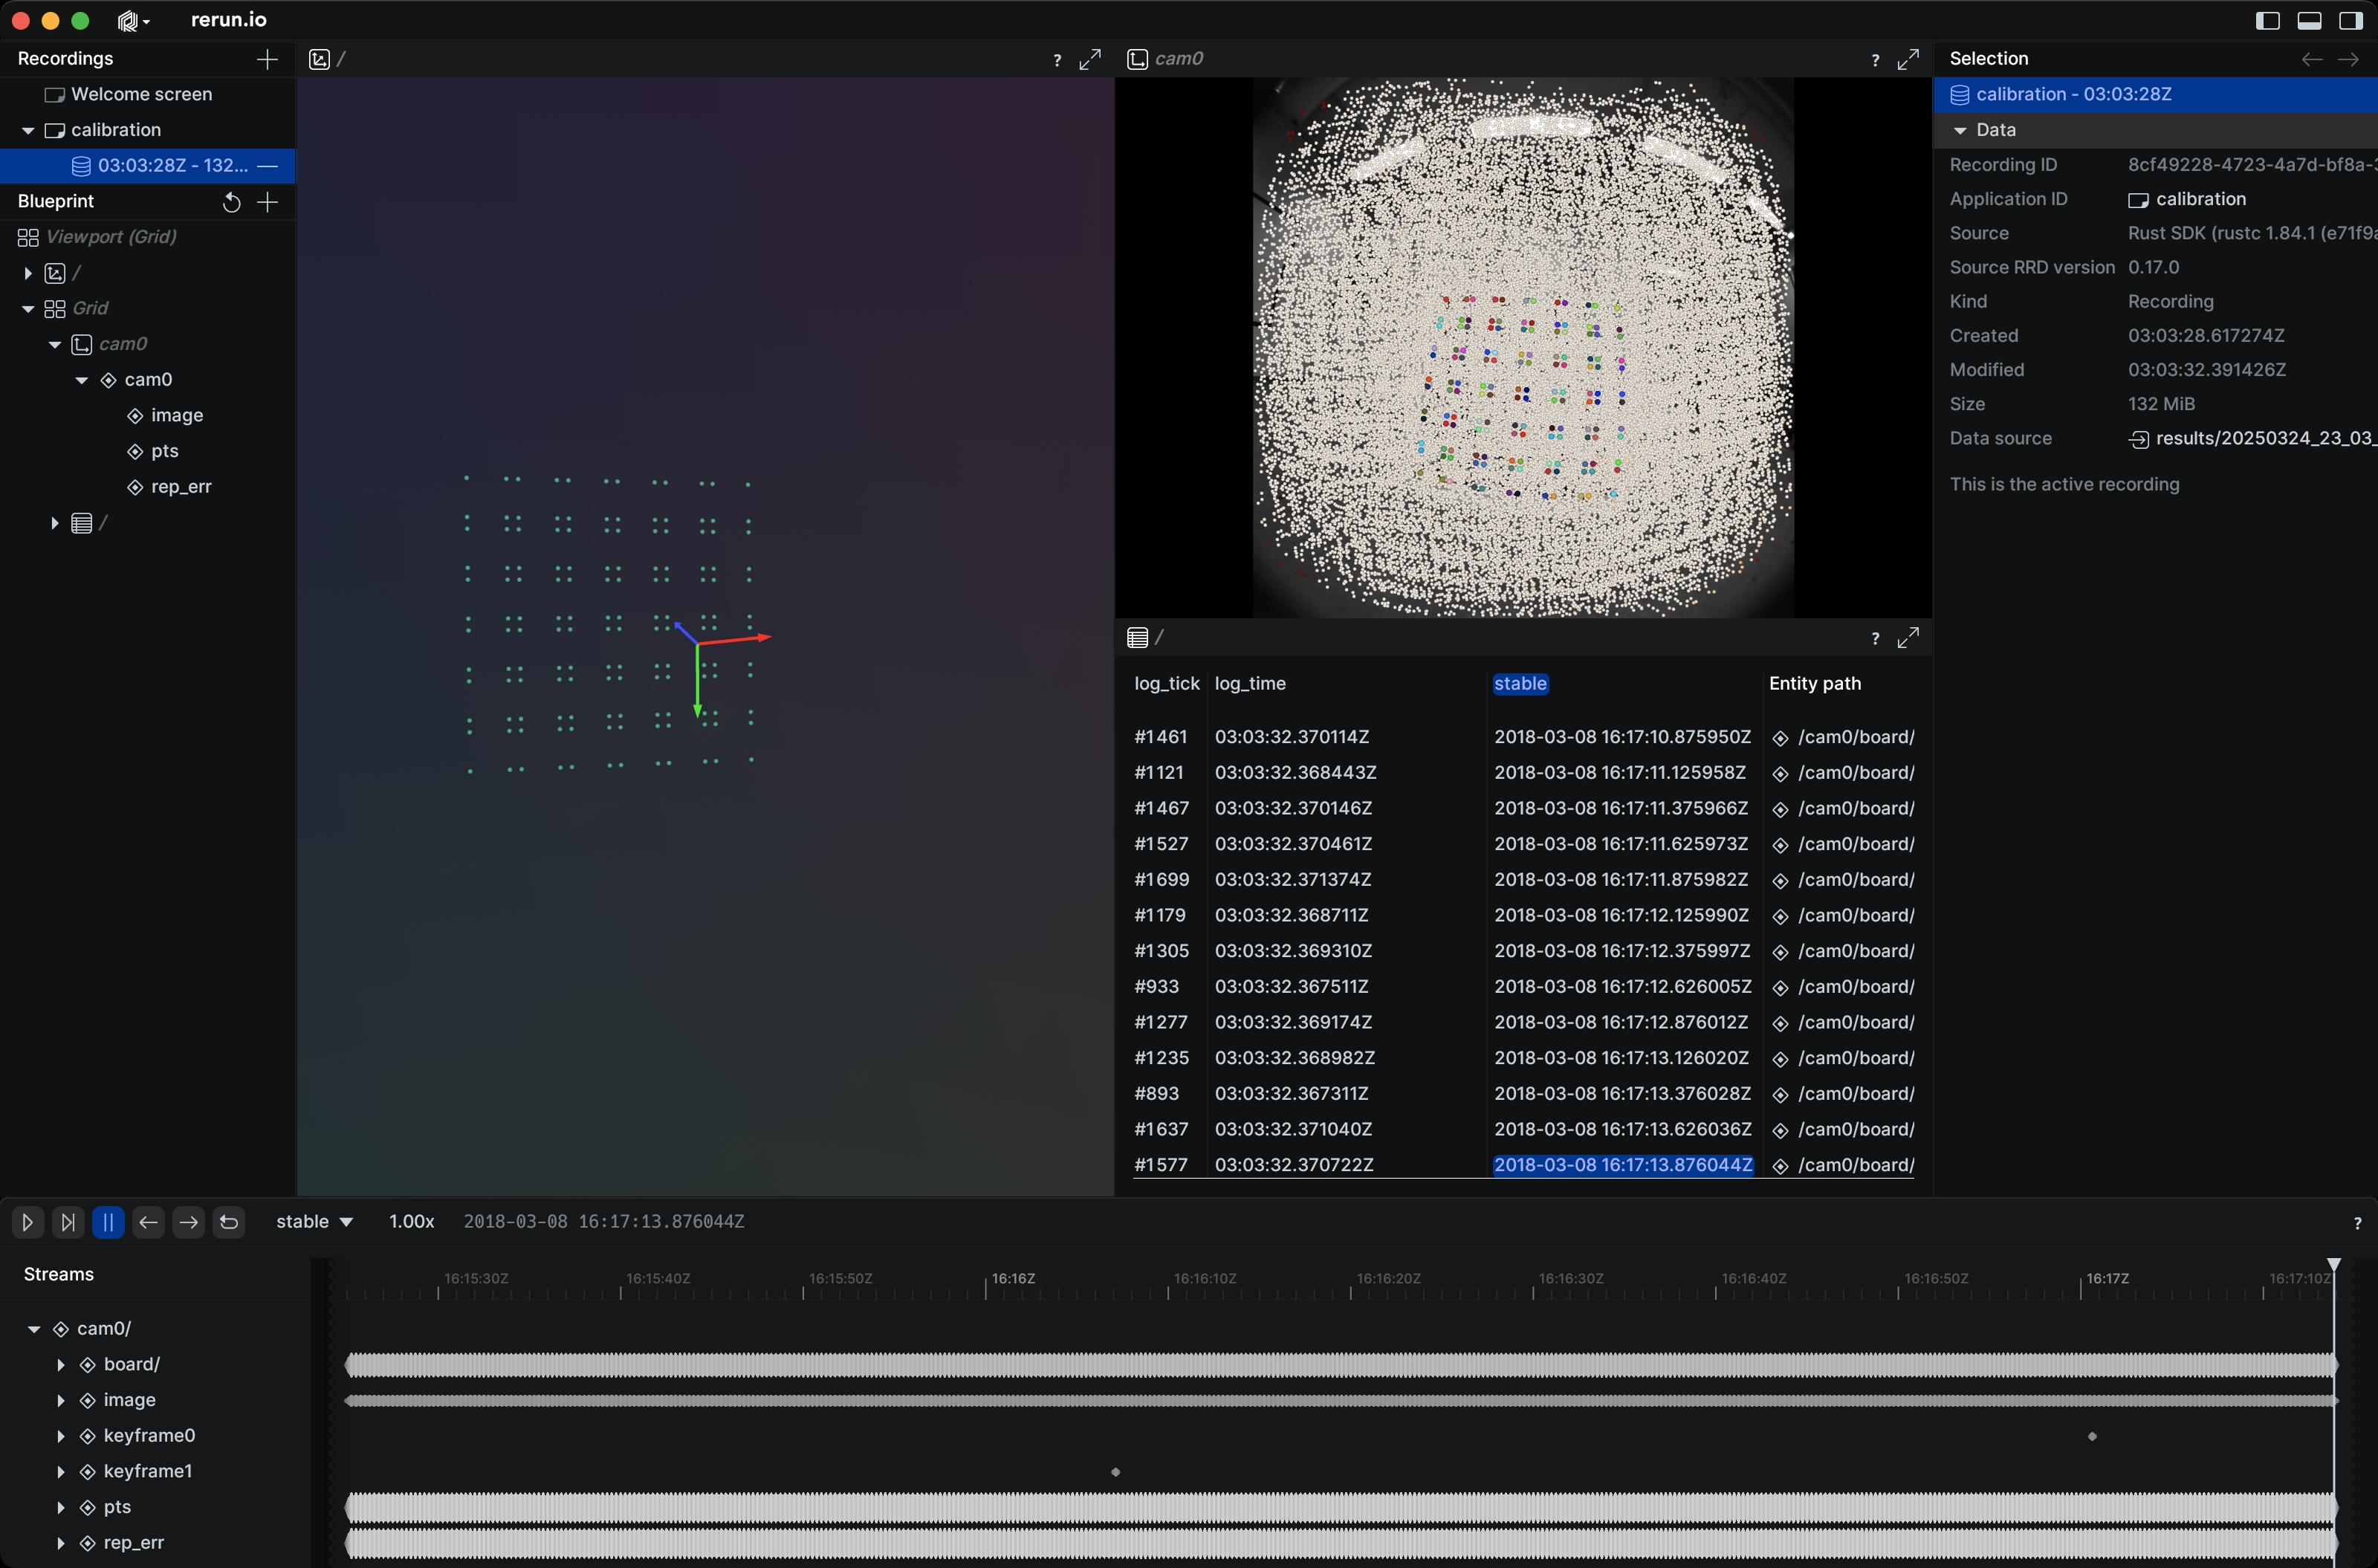 rerun.io
Recordings
Welcome screen
calibration
03:03:28Z - 132...
Blueprint
Viewport (Grid)
/
Grid
cam0
cam0
image
pts
rep_err
/
/
?
cam0
?
/
?
log_tick log_time stable Entity path
#1461 03:03:32.370114Z 2018-03-08 16:17:10.875950Z /cam0/board/
#1121 03:03:32.368443Z 2018-03-08 16:17:11.125958Z /cam0/board/
#1467 03:03:32.370146Z 2018-03-08 16:17:11.375966Z /cam0/board/
#1527 03:03:32.370461Z 2018-03-08 16:17:11.625973Z /cam0/board/
#1699 03:03:32.371374Z 2018-03-08 16:17:11.875982Z /cam0/board/
#1179 03:03:32.368711Z 2018-03-08 16:17:12.125990Z /cam0/board/
#1305 03:03:32.369310Z 2018-03-08 16:17:12.375997Z /cam0/board/
#933 03:03:32.367511Z 2018-03-08 16:17:12.626005Z /cam0/board/
#1277 03:03:32.369174Z 2018-03-08 16:17:12.876012Z /cam0/board/
#1235 03:03:32.368982Z 2018-03-08 16:17:13.126020Z /cam0/board/
#893 03:03:32.367311Z 2018-03-08 16:17:13.376028Z /cam0/board/
#1637 03:03:32.371040Z 2018-03-08 16:17:13.626036Z /cam0/board/
#1577 03:03:32.370722Z 2018-03-08 16:17:13.876044Z /cam0/board/
Selection
calibration - 03:03:28Z
Data
Recording ID 8cf49228-4723-4a7d-bf8a-
Application ID calibration
Source Rust SDK (rustc 1.84.1 (e71f9
Source RRD version 0.17.0
Kind Recording
Created 03:03:28.617274Z
Modified 03:03:32.391426Z
Size 132 MiB
Data source results/20250324_23_03_
This is the active recording
stable 1.00x 2018-03-08 16:17:13.876044Z ?
Streams 16:15:30Z 16:15:40Z 16:15:50Z 16:16Z 16:16:10Z 16:16:20Z 16:16:30Z 16:16:40Z 16:16:50Z 16:17Z 16:17:10Z
cam0/
board/
image
keyframe0
keyframe1
pts
rep_err